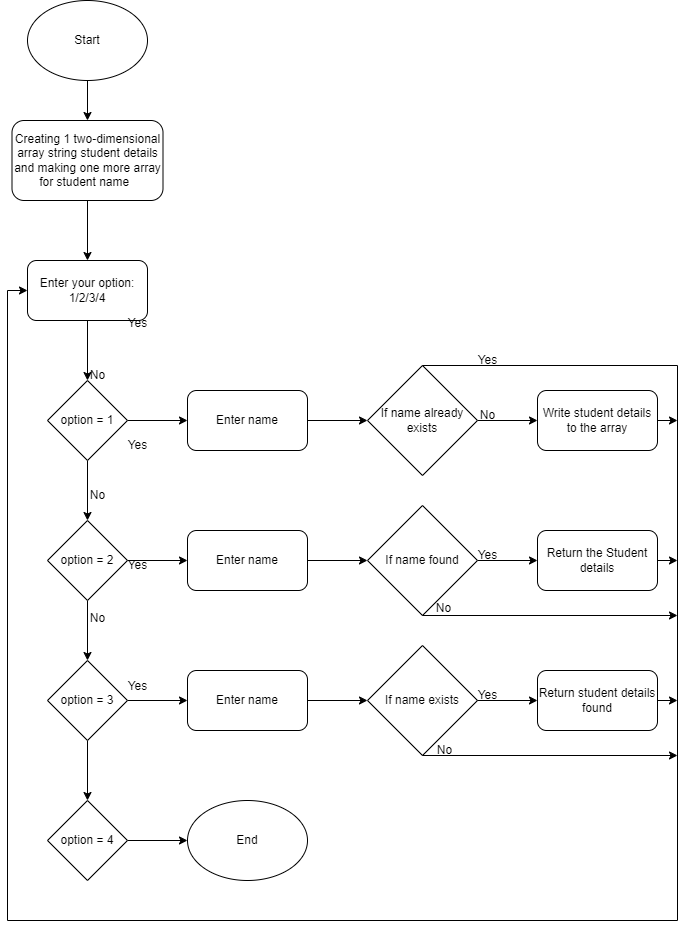 Start
Creating 1 two-dimensional
array string student details
and making one more array
for student name
Enter your option:
1/2/3/4
Yes
No
option = 1
Yes
Enter name
If name already
exists
Yes
No
Write student details
to the array
No
option = 2
Yes
Enter name
If name found
Yes
No
Return the Student
details
No
option = 3
Yes
Enter name
If name exists
Yes
No
Return student details
found
option = 4
End